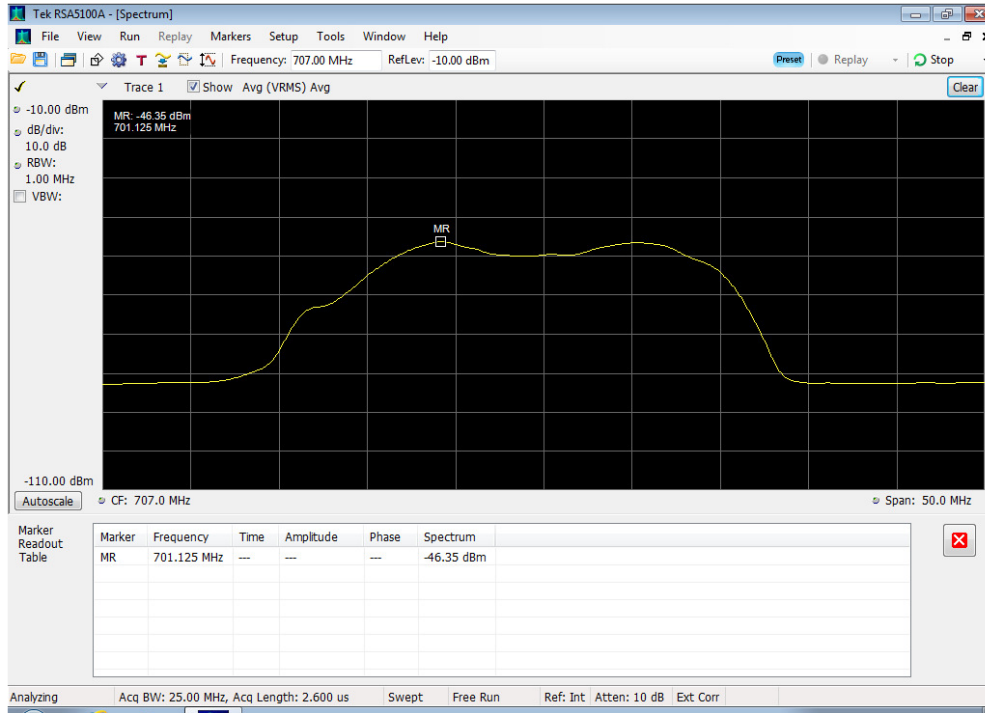 Tek RSA5100A - [Spectrum]
File View Run Replay Markers Setup Tools Window Help
T Frequency: 707.00 MHz RefLev: -10.00 dBm Preset Replay Stop
Trace 1 Show Avg (VRMS) Avg Clear
-10.00 dBm
dB/div:
10.0 dB
RBW:
1.00 MHz
VBW:
MR: -46.35 dBm
701.125 MHz
MR
-110.00 dBm
Autoscale CF: 707.0 MHz Span: 50.0 MHz
Marker
Readout
Table
Marker Frequency Time Amplitude Phase Spectrum
MR 701.125 MHz --- --- --- -46.35 dBm
Analyzing Acq BW: 25.00 MHz, Acq Length: 2.600 us Swept Free Run Ref: Int Atten: 10 dB Ext Corr